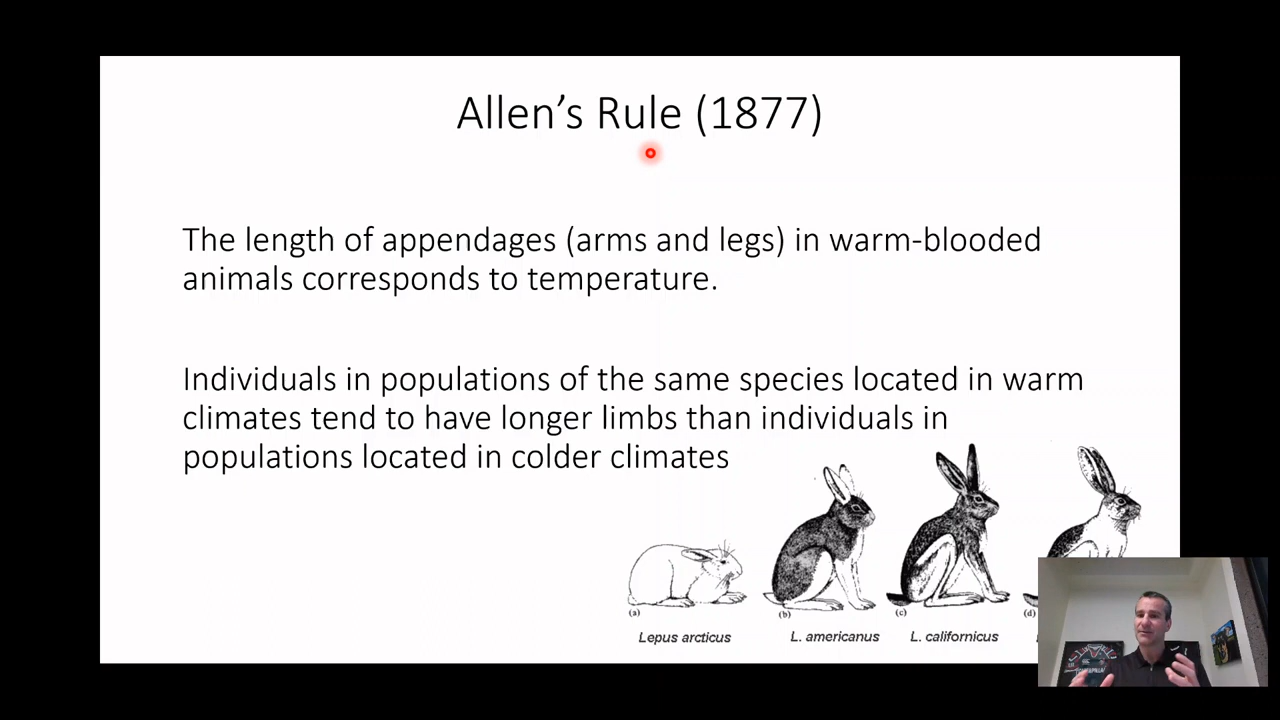 Allen's Rule (1877)
The length of appendages (arms and legs) in warm-blooded
animals corresponds to temperature.
Individuals in populations of the same species located in warm
climates tend to have longer limbs than individuals in
populations located in colder climates
(a)
(b)
(c)
(d)
Lepus arcticus
L. americanus
L. californicus